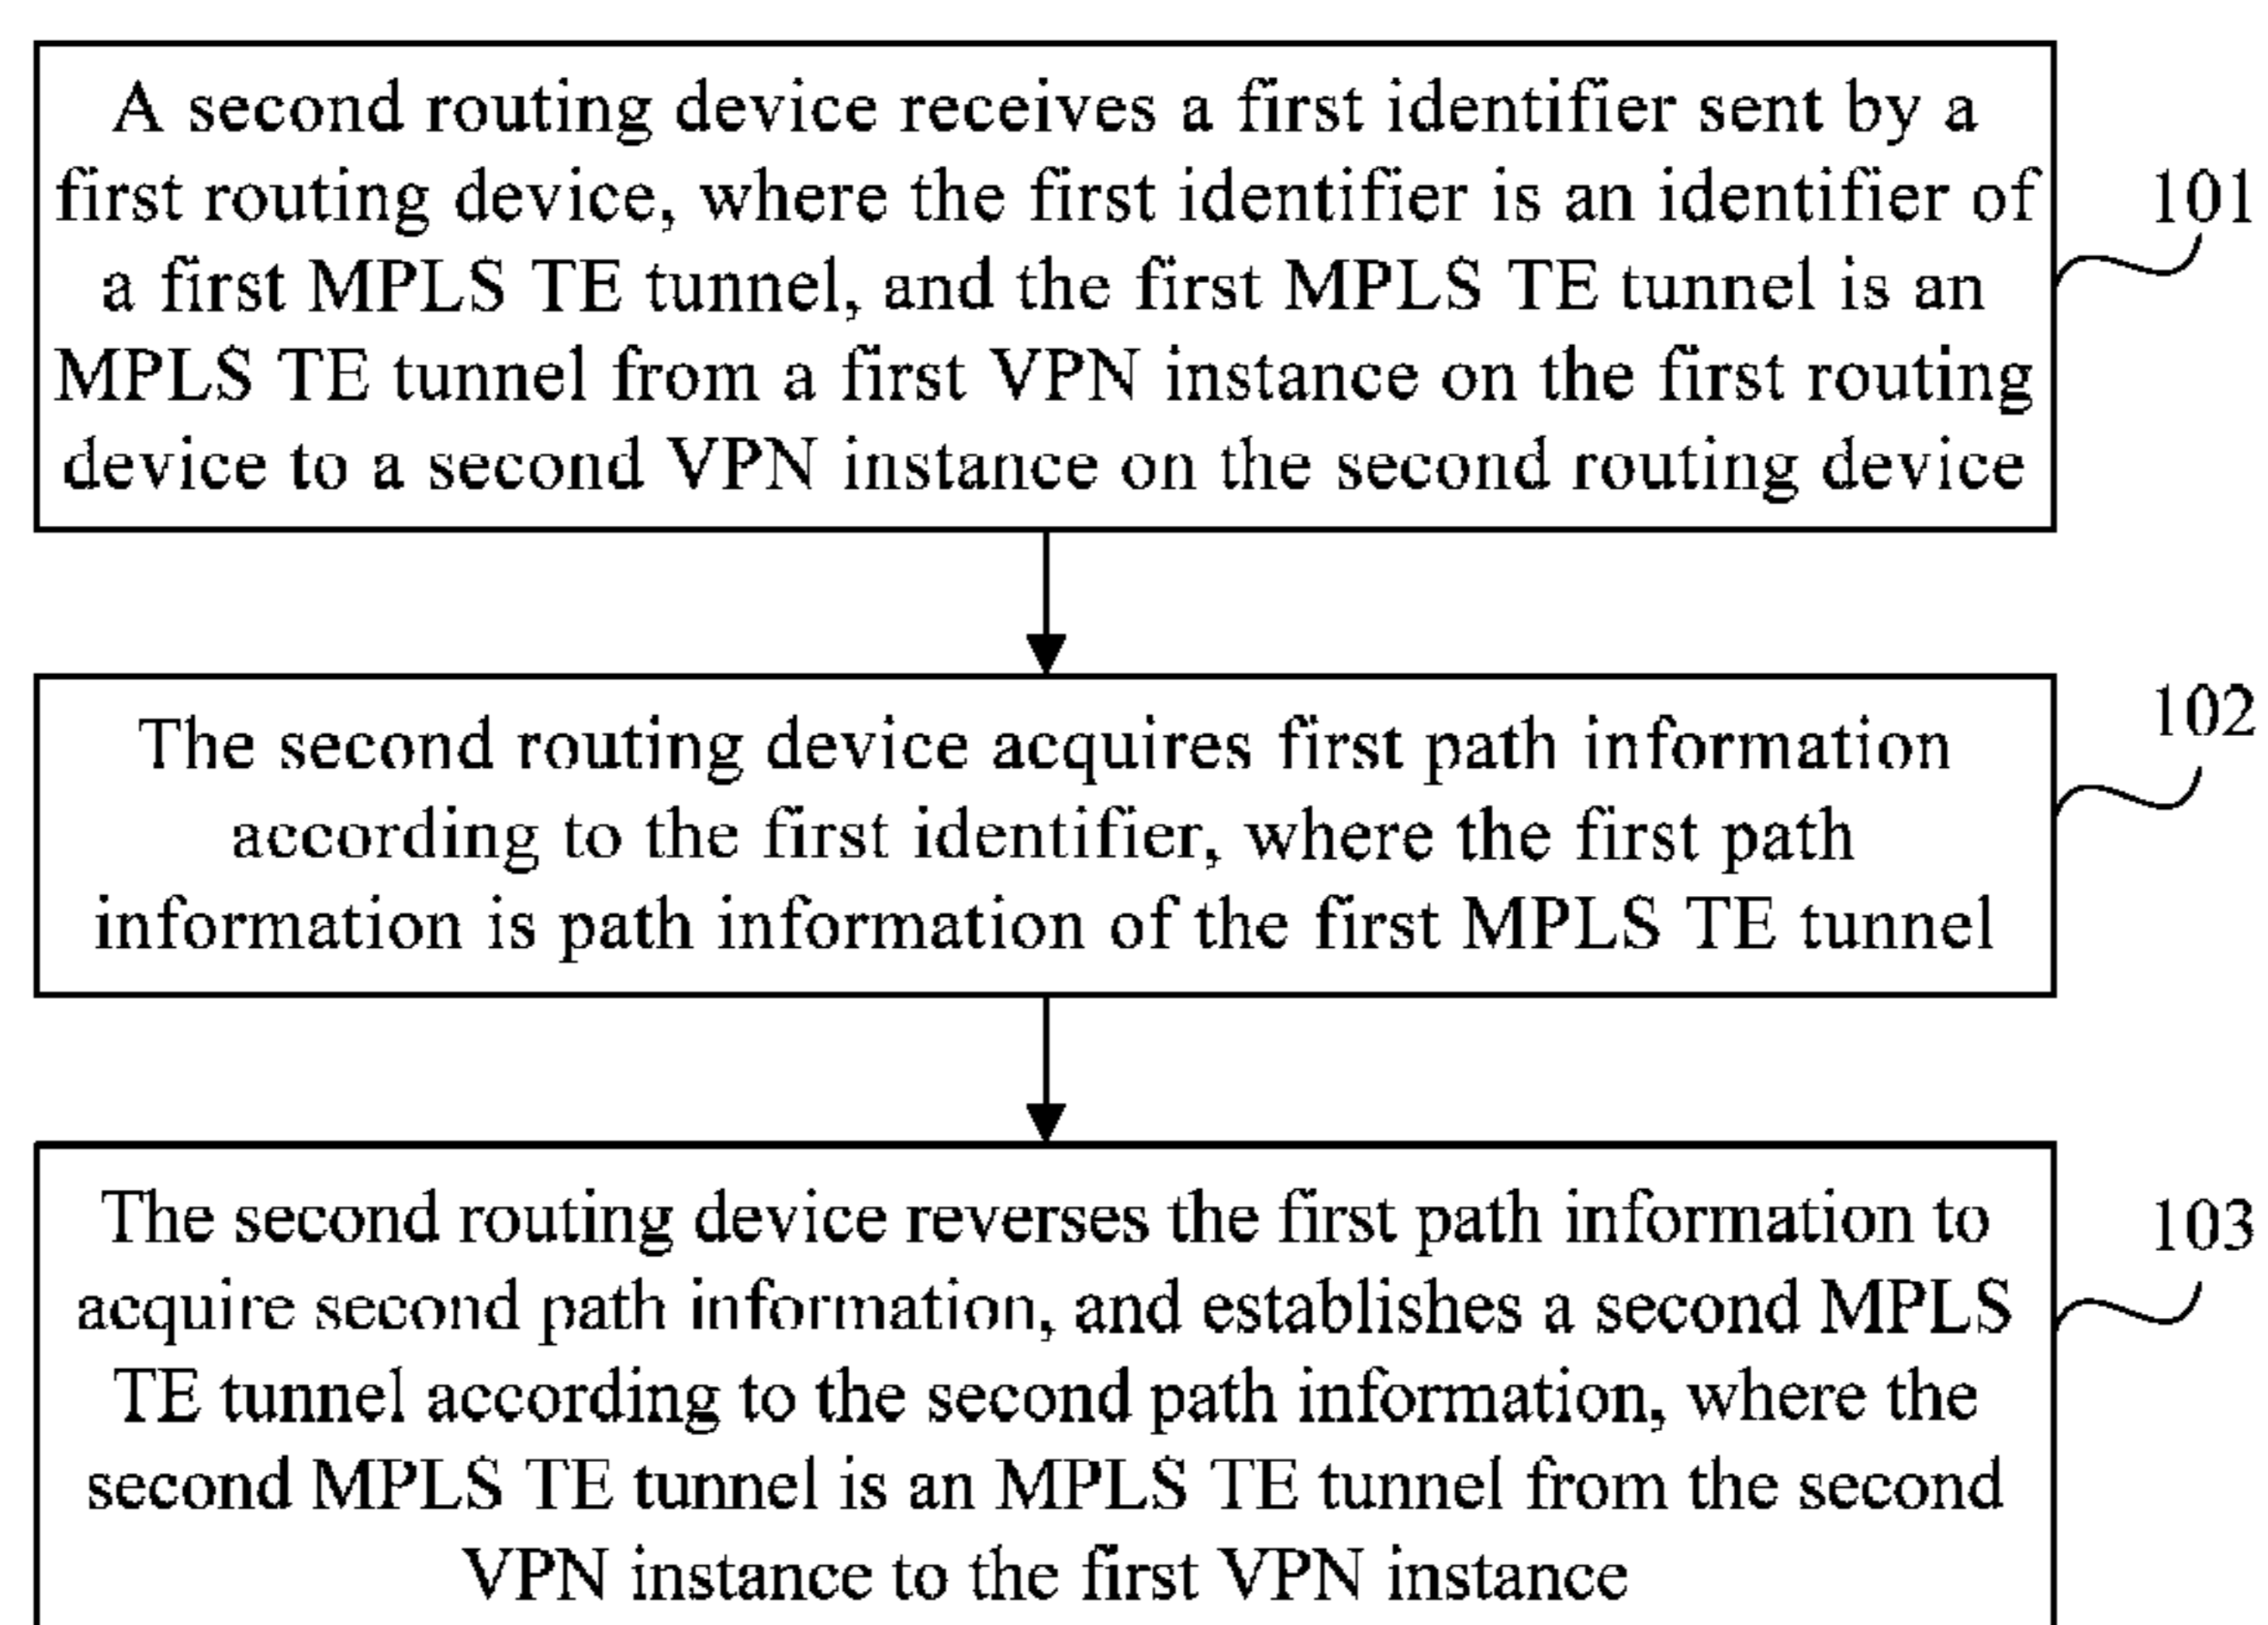 A second routing device receives a first identifier sent by a
first routing device, where the first identifier is an identifier of
a first MPLS TE tunnel, and the first MPLS TE tunnel is an
MPLS TE tunnel from a first VPN instance on the first routing
device to a second VPN instance on the second routing device
101
The second routing device acquires first path information
according to the first identifier, where the first path
information is path information of the first MPLS TE tunnel
102
The second routing device reverses the first path information to
acquire second path information, and establishes a second MPLS
TE tunnel according to the second path information, where the
second MPLS TE tunnel is an MPLS TE tunnel from the second
VPN instance to the first VPN instance
103